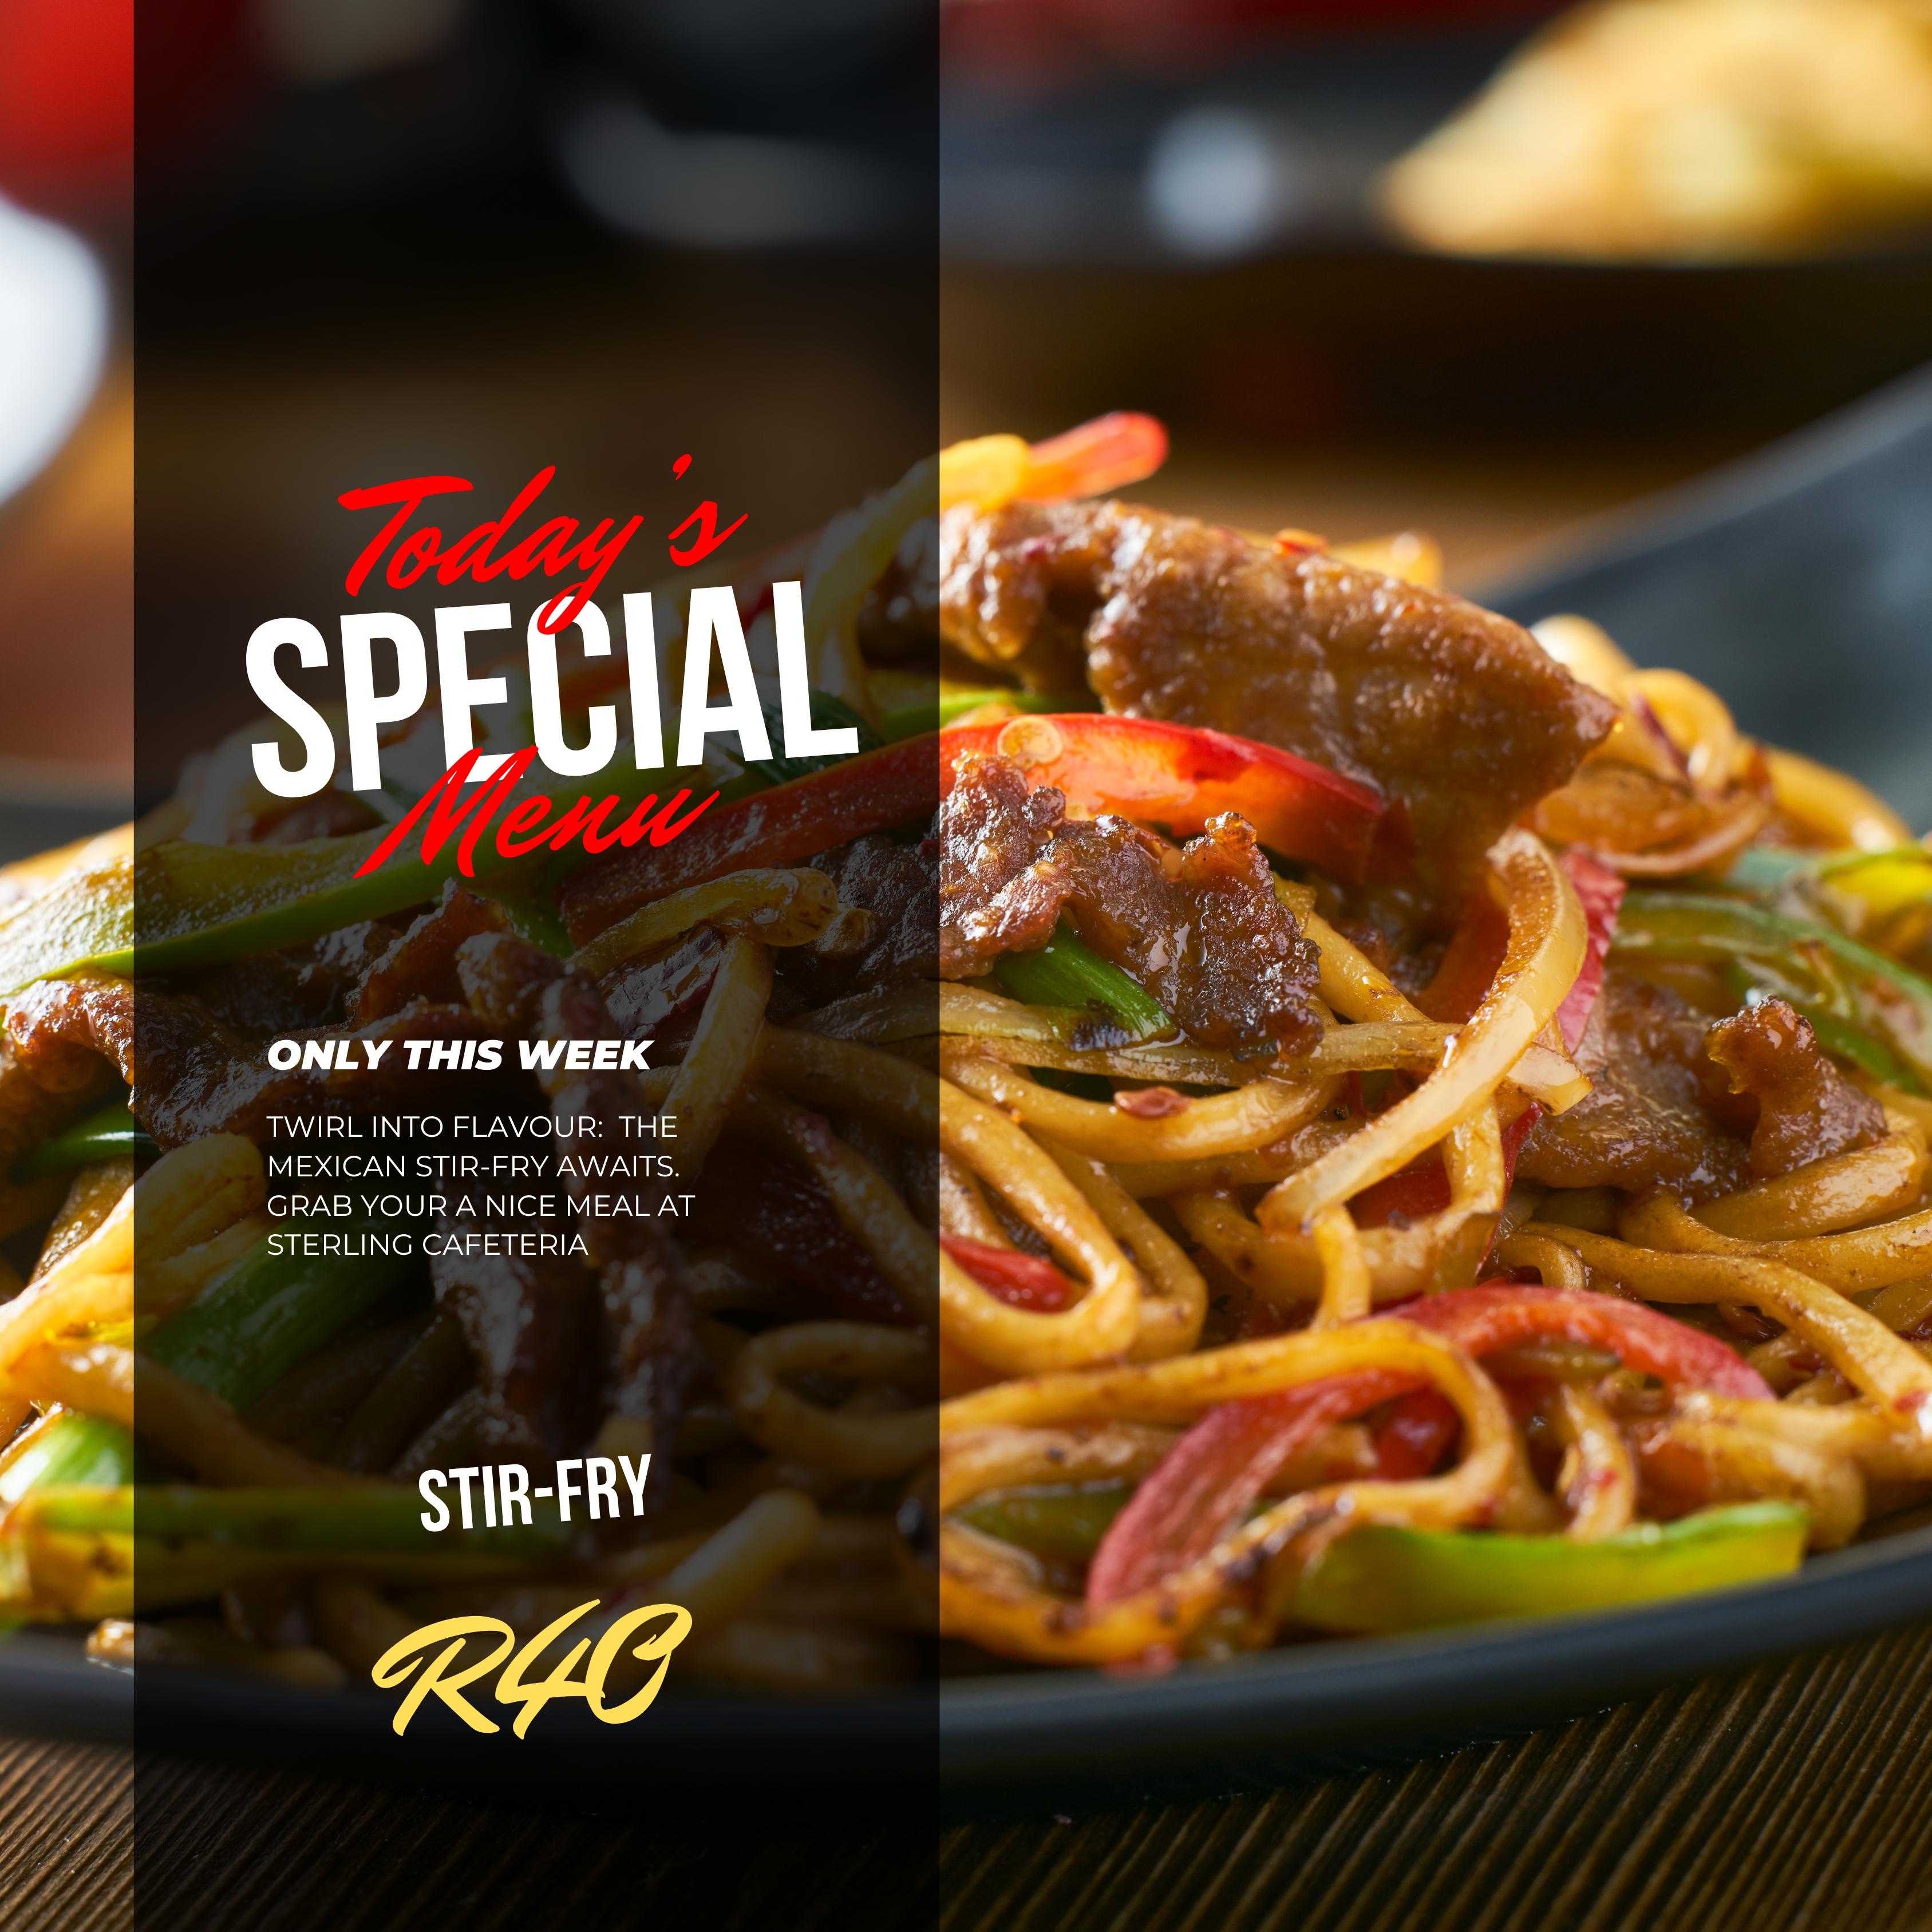 Today's
SPECIAL
Menu
ONLY THIS WEEK
TWIRL INTO FLAVOUR:  THE
MEXICAN STIR-FRY AWAITS.
GRAB YOUR A NICE MEAL AT
STERLING CAFETERIA
STIR-FRY
R40